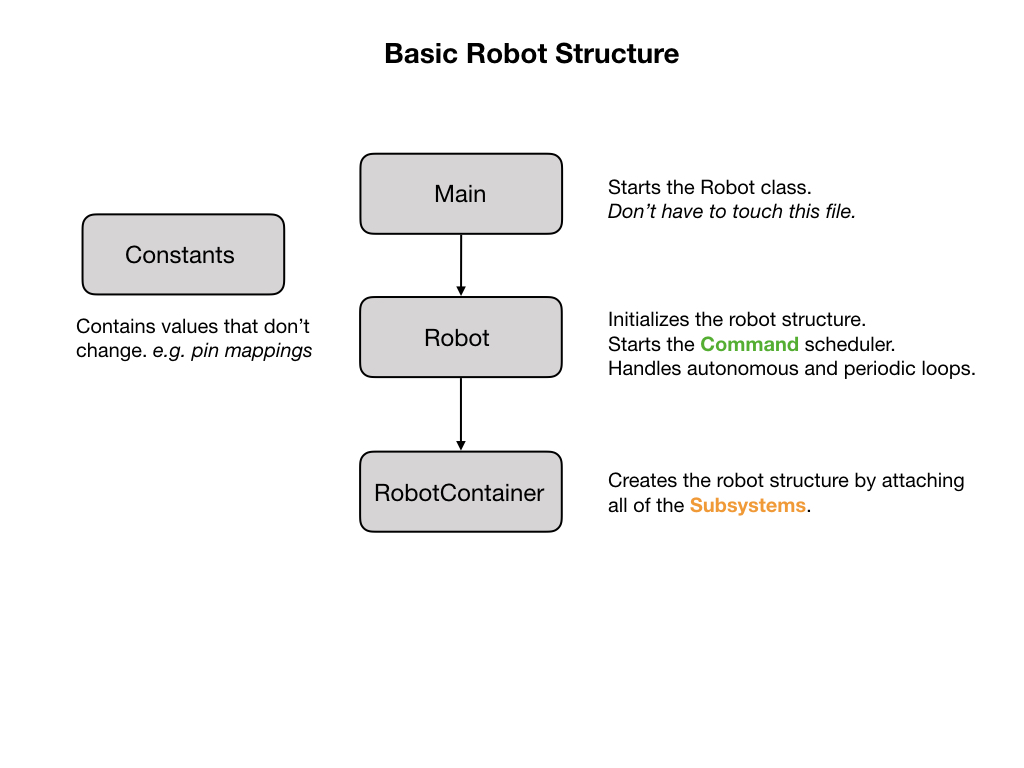 Basic Robot Structure
Main
Starts the Robot class.
Don’t have to touch this file.
Constants
Contains values that don’t
change. e.g. pin mappings
Robot
Initializes the robot structure.
Starts the Command scheduler.
Handles autonomous and periodic loops.
RobotContainer
Creates the robot structure by attaching
all of the Subsystems.